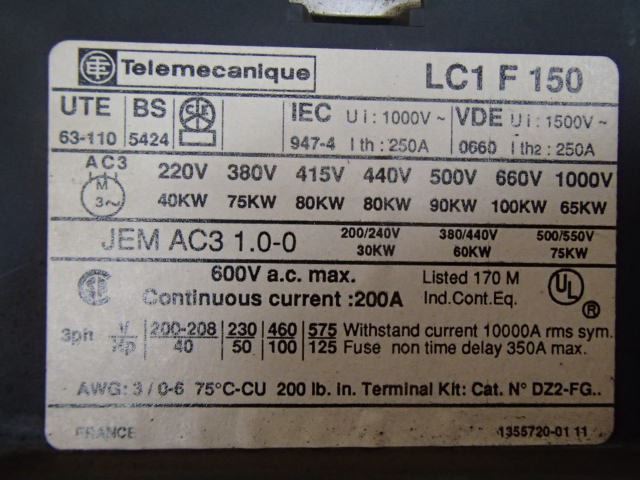 Telemecanique LC1 F 150
UTE BS IEC Ui: 1000V ~ VDE Ui: 1500V ~
63-110 5424 947-4 Ith: 250A 0660 Ith2: 250A
AC3 220V 380V 415V 440V 500V 660V 1000V
M 3~ 40KW 75KW 80KW 80KW 90KW 100KW 65KW
JEM AC3 1.0-0 200/240V 380/440V 500/550V
30KW 60KW 75KW
600V a.c. max. Listed 170 M UL
Continuous current :200A Ind.Cont.Eq. ®
3ph V 200-208 230 460 575 Withstand current 10000A rms sym.
Hp 40 50 100 125 Fuse non time delay 350A max.
AWG: 3/0-6 75°C-CU 200 lb. in. Terminal Kit: Cat. N° DZ2-FG..
FRANCE 1355720-01 11